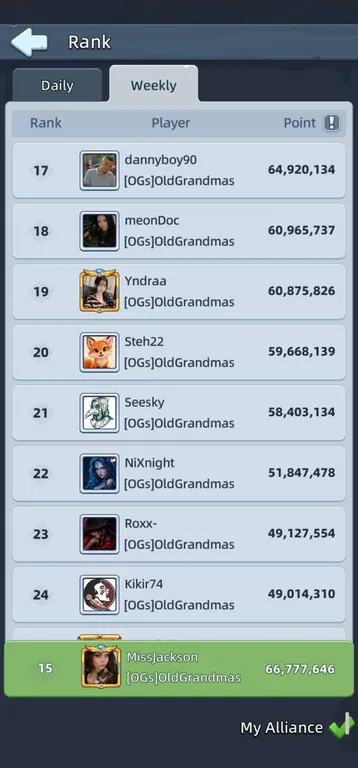 Rank
Daily
Weekly
Rank Player Point
17 dannyboy90 64,920,134
[OGs]OldGrandmas
18 meonDoc 60,965,737
[OGs]OldGrandmas
19 Yndraa 60,875,826
[OGs]OldGrandmas
20 Steh22 59,668,139
[OGs]OldGrandmas
21 Seesky 58,403,134
[OGs]OldGrandmas
22 NiXnight 51,847,478
[OGs]OldGrandmas
23 Roxx- 49,127,554
[OGs]OldGrandmas
24 Kikir74 49,014,310
[OGs]OldGrandmas
15 MissJackson 66,777,646
[OGs]OldGrandmas
My Alliance